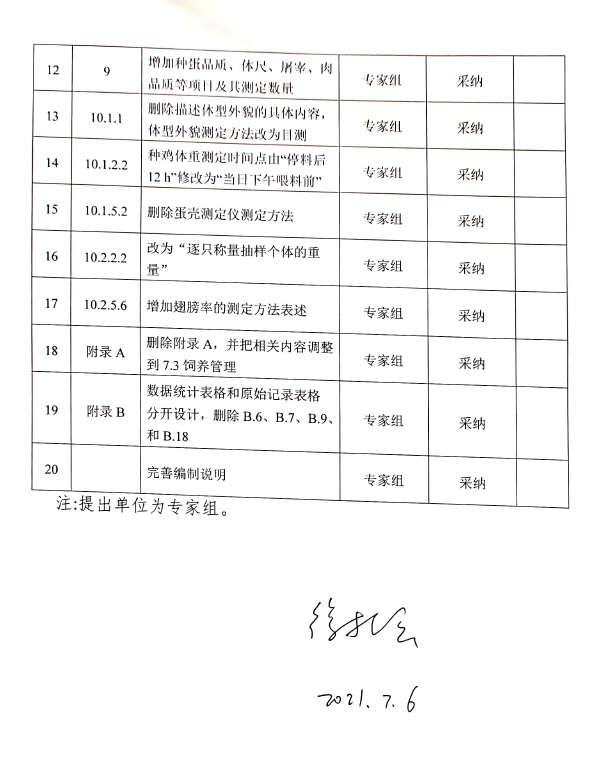 12 9 增加种蛋品质、体尺、屠宰、肉 专家组 采纳
品质等项目及其测定数量
13 10.1.1 删除描述体型外貌的具体内容, 专家组 采纳
体型外貌测定方法改为目测
14 10.1.2.2 种鸡体重测定时间点由“停料后 专家组 采纳
12 h”修改为“当日下午喂料前”
15 10.1.5.2 删除蛋壳测定仪测定方法 专家组 采纳
16 10.2.2.2 改为“逐只称量抽样个体的重 专家组 采纳
量”
17 10.2.5.6 增加翅膀率的测定方法表述 专家组 采纳
18 附录 A 删除附录 A，并把相关内容调整 专家组 采纳
到 7.3 饲养管理
19 附录 B 数据统计表格和原始记录表格 专家组 采纳
分开设计，删除 B.6、B.7、B.9、
和 B.18
20 完善编制说明 专家组 采纳
注:提出单位为专家组。
2021.7.6